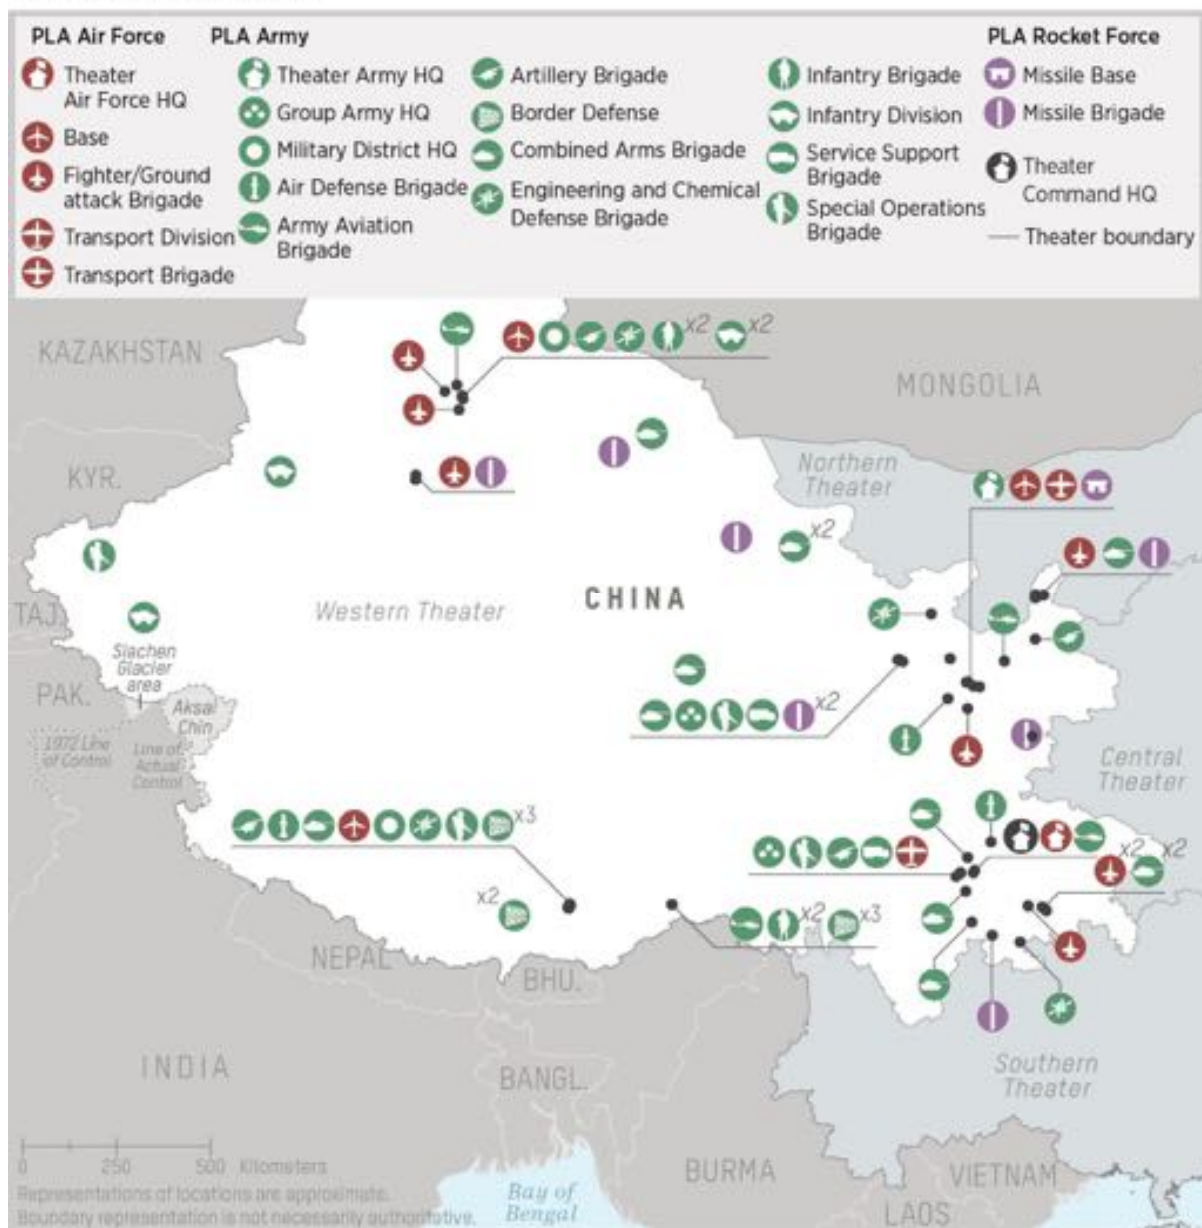 PLA Air Force
Theater
Air Force HQ
Base
Fighter/Ground
attack Brigade
Transport Division
Transport Brigade
PLA Army
Theater Army HQ
Group Army HQ
Military District HQ
Air Defense Brigade
Army Aviation
Brigade
Artillery Brigade
Border Defense
Combined Arms Brigade
Engineering and Chemical
Defense Brigade
Infantry Brigade
Infantry Division
Service Support
Brigade
Special Operations
Brigade
PLA Rocket Force
Missile Base
Missile Brigade
Theater
Command HQ
Theater boundary
x2
x2
KAZAKHSTAN
MONGOLIA
KYR.
Northern
Theater
x2
CHINA
Western Theater
TAJ.
Siachen
Glacier
area
PAK.
Aksai
Chin
x2
1972 Line
of Control
Line of
Actual
Control
Central
Theater
x3
x2
x2
x2
x2
x3
NEPAL
BHU.
INDIA
BANGL.
Southern
Theater
0 250 500 Kilometers
BURMA
VIETNAM
LAOS
Bay of
Bengal
Representations of locations are approximate.
Boundary representation is not necessarily authoritative.